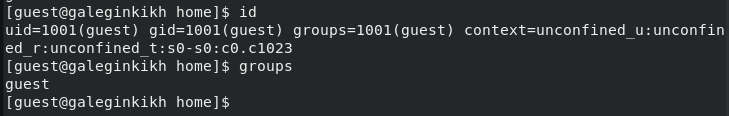 [guest@galeginkikh home]$ id
uid=1001(guest) gid=1001(guest) groups=1001(guest) context=unconfined_u:unconfin
ed_r:unconfined_t:s0-s0:c0.c1023
[guest@galeginkikh home]$ groups
guest
[guest@galeginkikh home]$